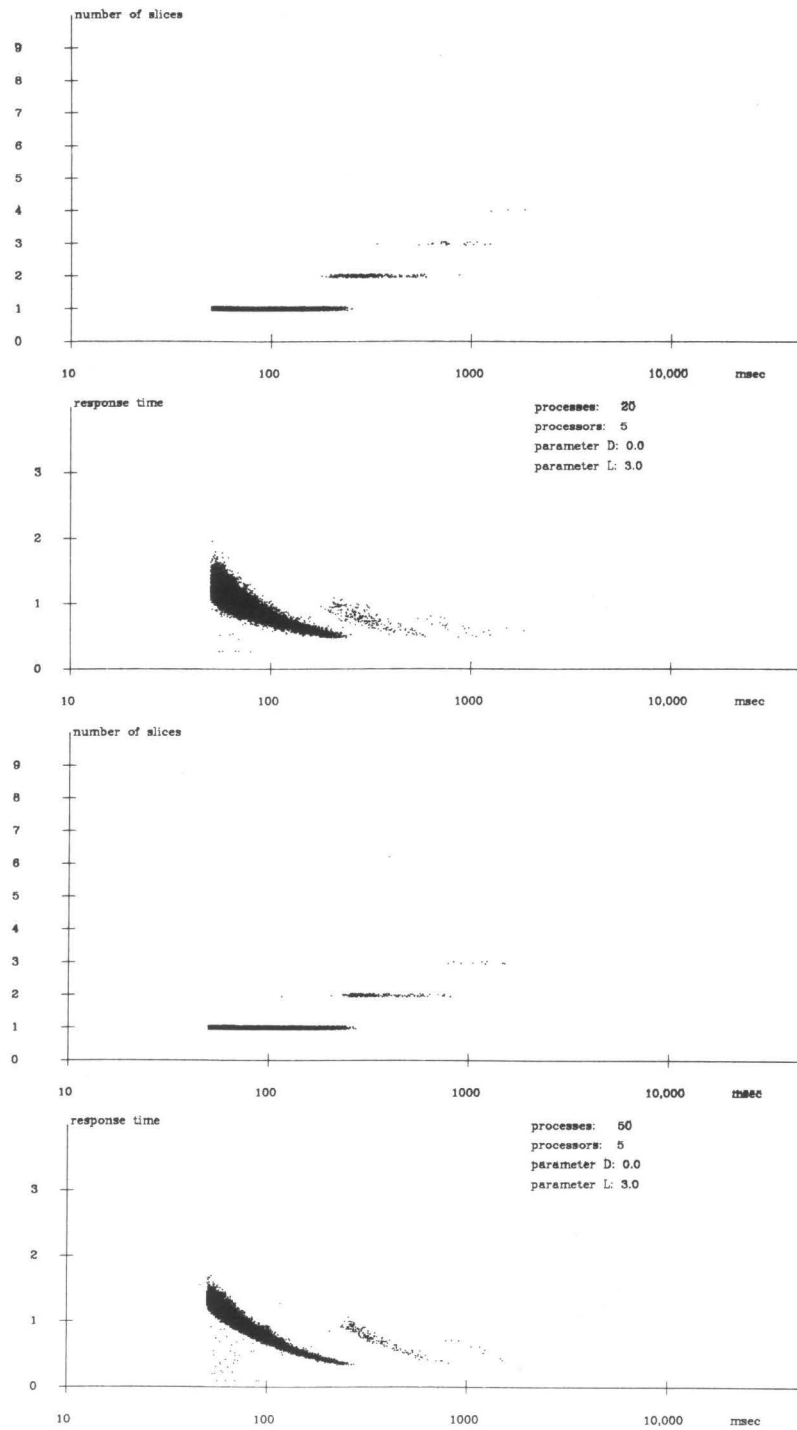 number of slices
9
8
7
6
5
4
3
2
1
0
10 100 1000 10,000 msec
response time
processes: 20
processors: 5
parameter D: 0.0
parameter L: 3.0
3
2
1
0
10 100 1000 10,000 msec
number of slices
9
8
7
6
5
4
3
2
1
0
10 100 1000 10,000 msec
response time
processes: 50
processors: 5
parameter D: 0.0
parameter L: 3.0
3
2
1
0
10 100 1000 10,000 msec